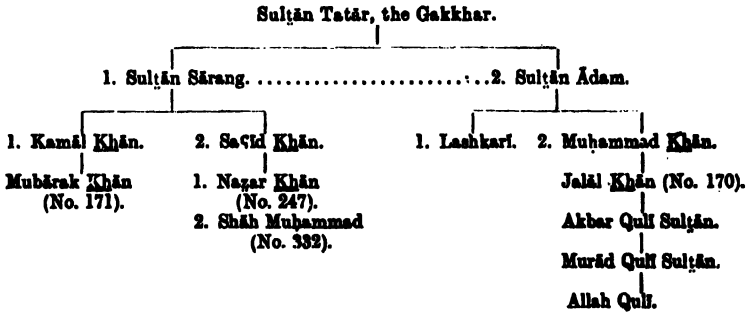 Sulṭān Tatār, the Gakkhar.
1. Sulṭān Sārang. ........................... 2. Sulṭān Ādam.
1. Kamāl Khān. 2. Saʕīd Khān. 1. Lashkarī. 2. Muḥammad Khān.
Mubārak Khān 1. Naẓar Khān Jalāl Khān (No. 170).
(No. 171). (No. 247).
2. Shāh Muḥammad Akbar Qulī Sulṭān.
(No. 332).
Murād Qulī Sulṭān.
Allah Qulī.